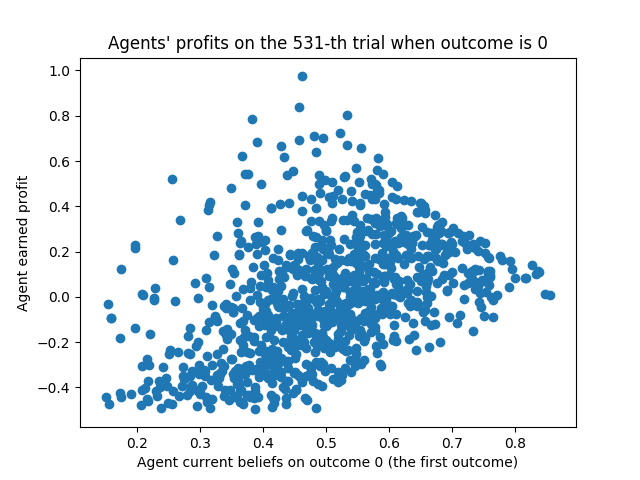 Agents' profits on the 531-th trial when outcome is 0
1.0
0.8
0.6
0.4
0.2
0.0
−0.2
−0.4
Agent earned profit
0.2 0.3 0.4 0.5 0.6 0.7 0.8
Agent current beliefs on outcome 0 (the first outcome)